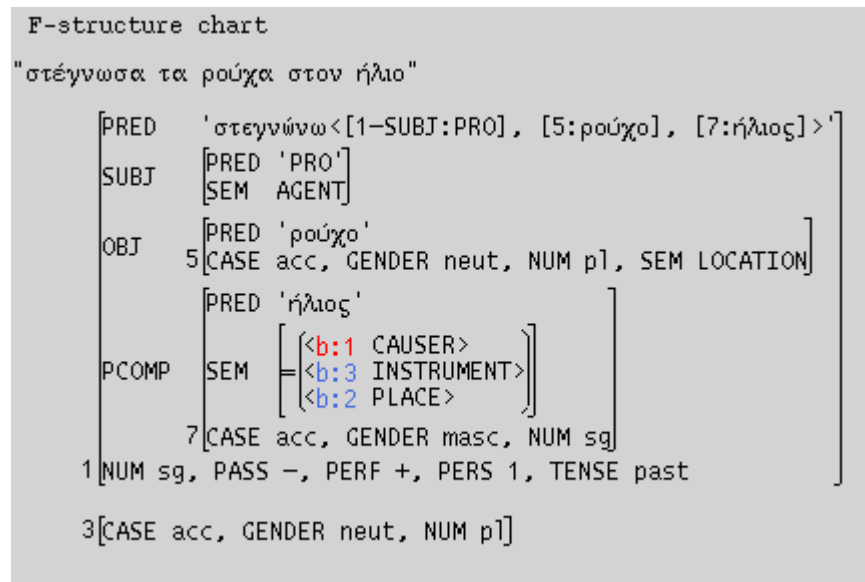 F-structure chart
"στέγνωσα τα ρούχα στον ήλιο"
PRED 'στεγνώνω<[1-SUBJ:PRO], [5:ρούχο], [7:ήλιος]>'
PRED 'PRO'
SUBJ
SEM AGENT
PRED 'ρούχο'
OBJ
5 CASE acc, GENDER neut, NUM pl, SEM LOCATION
PRED 'ήλιος'
<b:1 CAUSER>
PCOMP SEM = <b:3 INSTRUMENT>
<b:2 PLACE>
7 CASE acc, GENDER masc, NUM sg
1 NUM sg, PASS −, PERF +, PERS 1, TENSE past
3 [CASE acc, GENDER neut, NUM pl]